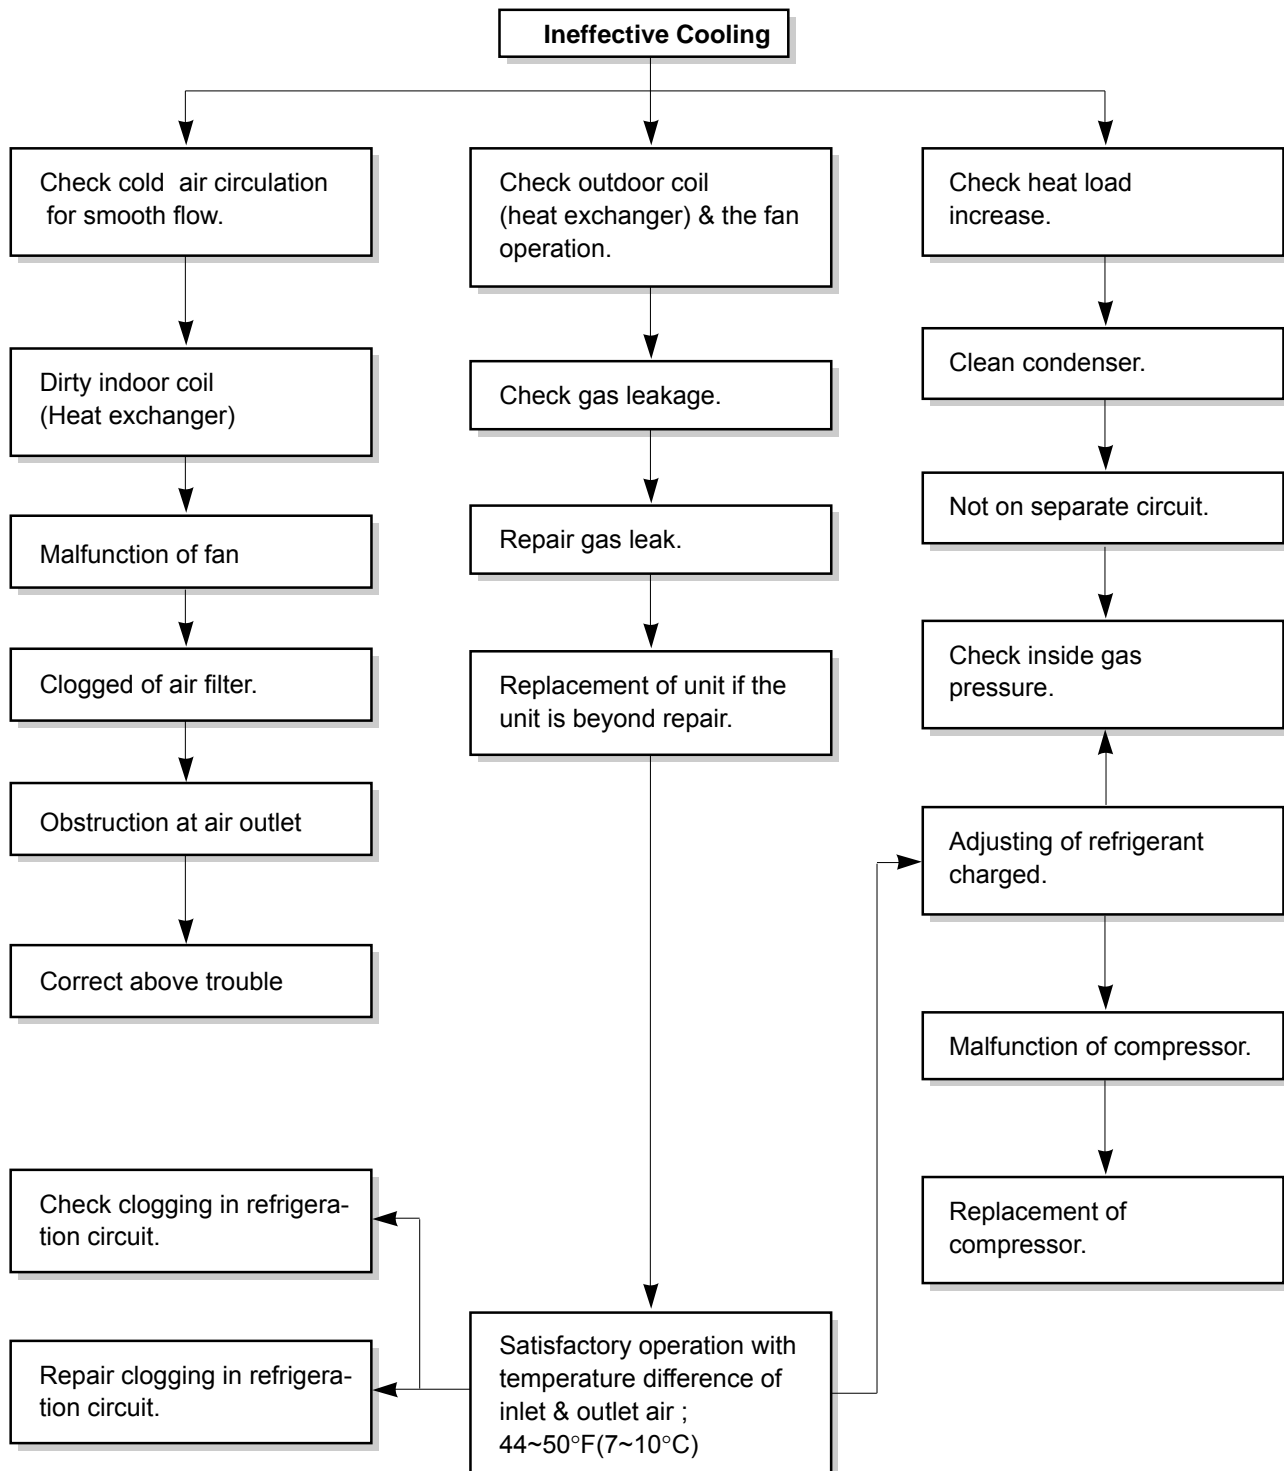 Ineffective Cooling
Check cold air circulation
for smooth flow.
Dirty indoor coil
(Heat exchanger)
Malfunction of fan
Clogged of air filter.
Obstruction at air outlet
Correct above trouble
Check outdoor coil
(heat exchanger) & the fan
operation.
Check gas leakage.
Repair gas leak.
Replacement of unit if the
unit is beyond repair.
Check heat load
increase.
Clean condenser.
Not on separate circuit.
Check inside gas
pressure.
Adjusting of refrigerant
charged.
Malfunction of compressor.
Replacement of
compressor.
Check clogging in refrigera-
tion circuit.
Repair clogging in refrigera-
tion circuit.
Satisfactory operation with
temperature difference of
inlet & outlet air ;
44~50°F(7~10°C)